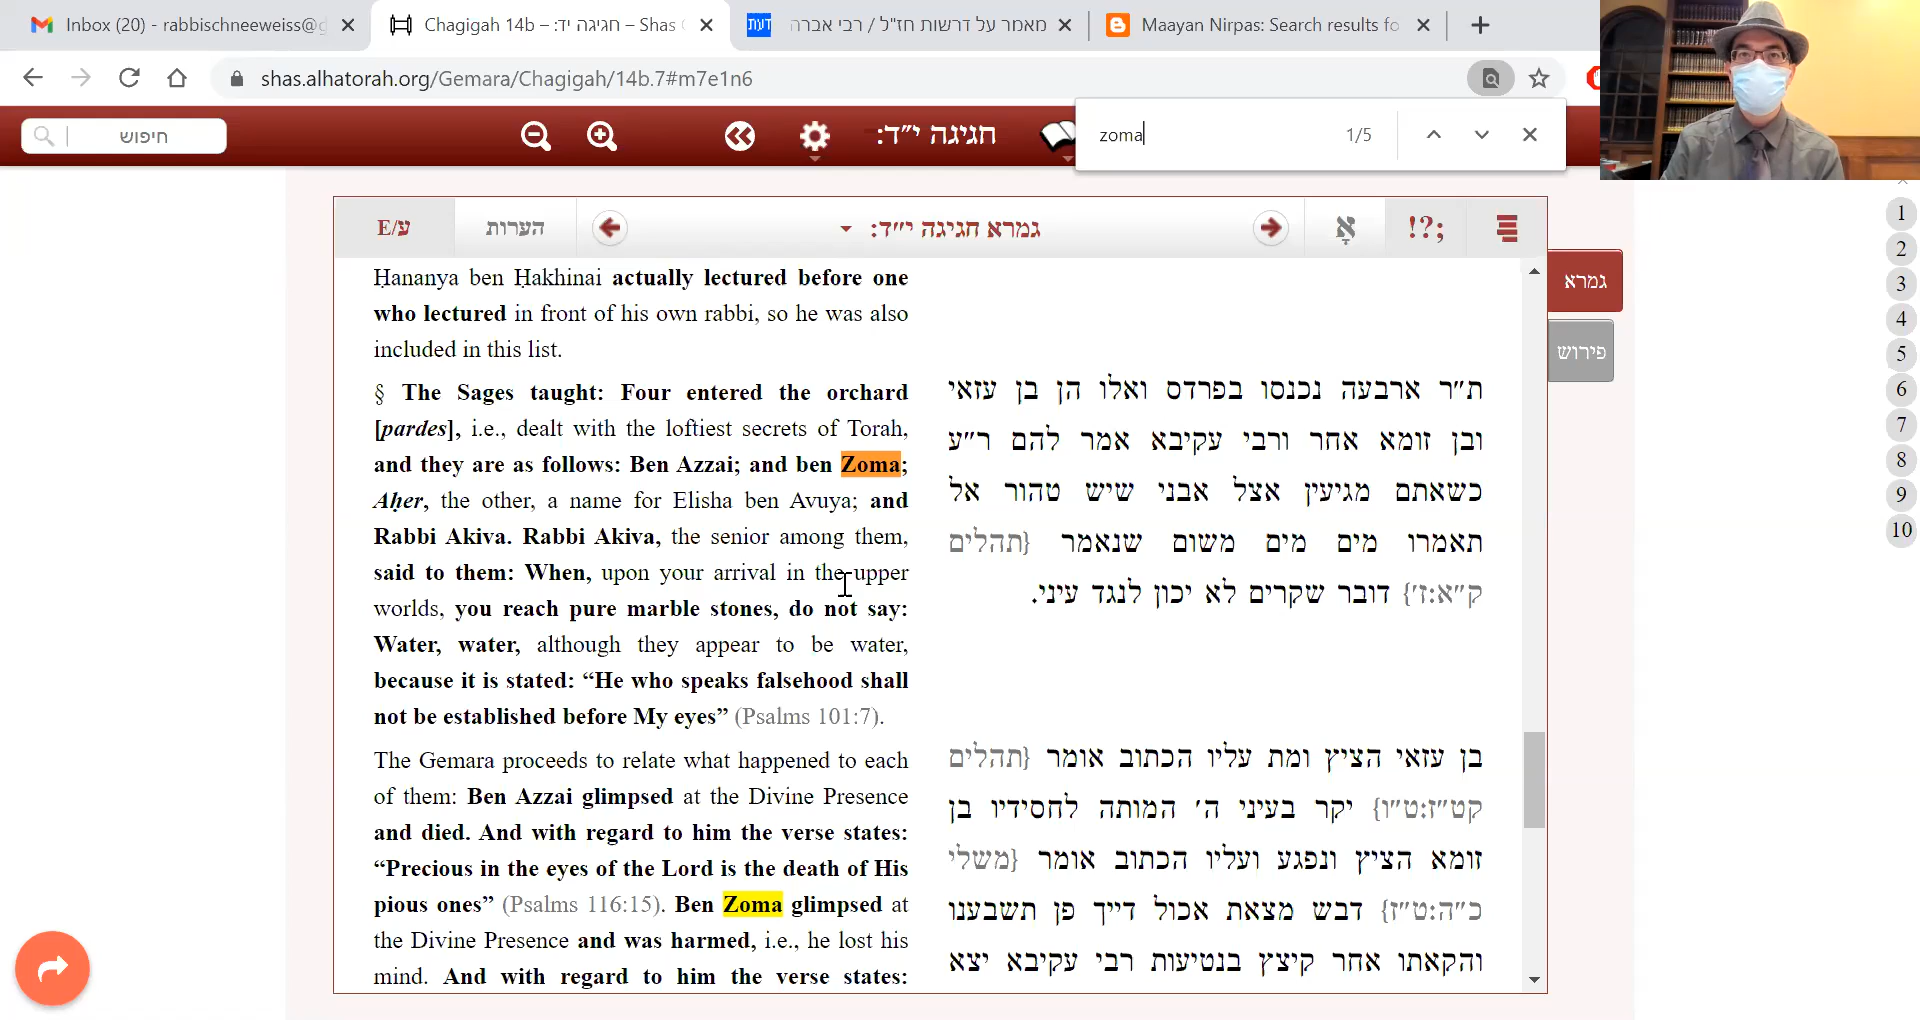 Inbox (20) - rabbischneeweiss@g
Chagigah 14b – חגיגה יד: – Shas
מאמר על דרשות חז"ל / רבי אברה
Maayan Nirpas: Search results fo
shas.alhatorah.org/Gemara/Chagigah/14b.7#m7e1n6
חיפוש
חגיגה י״ד:
zoma
1/5
E/ע
הערות
גמרא חגיגה י״ד:
אָ
!?;
גמרא
פירוש
1
2
3
4
5
6
7
8
9
10
Ḥananya ben Ḥakhinai actually lectured before one
who lectured in front of his own rabbi, so he was also
included in this list.
§ The Sages taught: Four entered the orchard
[pardes], i.e., dealt with the loftiest secrets of Torah,
and they are as follows: Ben Azzai; and ben Zoma;
Aḥer, the other, a name for Elisha ben Avuya; and
Rabbi Akiva. Rabbi Akiva, the senior among them,
said to them: When, upon your arrival in the upper
worlds, you reach pure marble stones, do not say:
Water, water, although they appear to be water,
because it is stated: “He who speaks falsehood shall
not be established before My eyes” (Psalms 101:7).
The Gemara proceeds to relate what happened to each
of them: Ben Azzai glimpsed at the Divine Presence
and died. And with regard to him the verse states:
“Precious in the eyes of the Lord is the death of His
pious ones” (Psalms 116:15). Ben Zoma glimpsed at
the Divine Presence and was harmed, i.e., he lost his
mind. And with regard to him the verse states:
ת״ר ארבעה נכנסו בפרדס ואלו הן בן עזאי
ובן זומא אחר ורבי עקיבא אמר להם ר״ע
כשאתם מגיעין אצל אבני שיש טהור אל
תאמרו מים מים משום שנאמר {תהלים
ק״א:ז׳} דובר שקרים לא יכון לנגד עיני.
בן עזאי הציץ ומת עליו הכתוב אומר {תהלים
קט״ז:ט״ו} יקר בעיני ה׳ המותה לחסידיו בן
זומא הציץ ונפגע ועליו הכתוב אומר {משלי
כ״ה:ט״ז} דבש מצאת אכול דייך פן תשבענו
והקאתו אחר קיצץ בנטיעות רבי עקיבא יצא